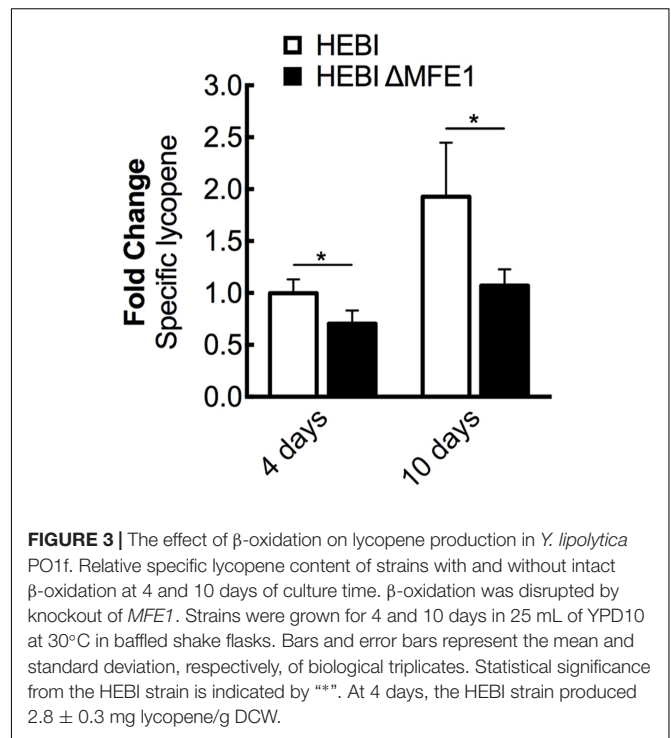 HEBI
HEBI ΔMFE1
Fold Change
Specific lycopene
3.0
2.5
2.0
1.5
1.0
0.5
0.0
*
*
4 days
10 days
FIGURE 3 | The effect of β-oxidation on lycopene production in Y. lipolytica
PO1f. Relative specific lycopene content of strains with and without intact
β-oxidation at 4 and 10 days of culture time. β-oxidation was disrupted by
knockout of MFE1. Strains were grown for 4 and 10 days in 25 mL of YPD10
at 30°C in baffled shake flasks. Bars and error bars represent the mean and
standard deviation, respectively, of biological triplicates. Statistical significance
from the HEBI strain is indicated by “*”. At 4 days, the HEBI strain produced
2.8 ± 0.3 mg lycopene/g DCW.